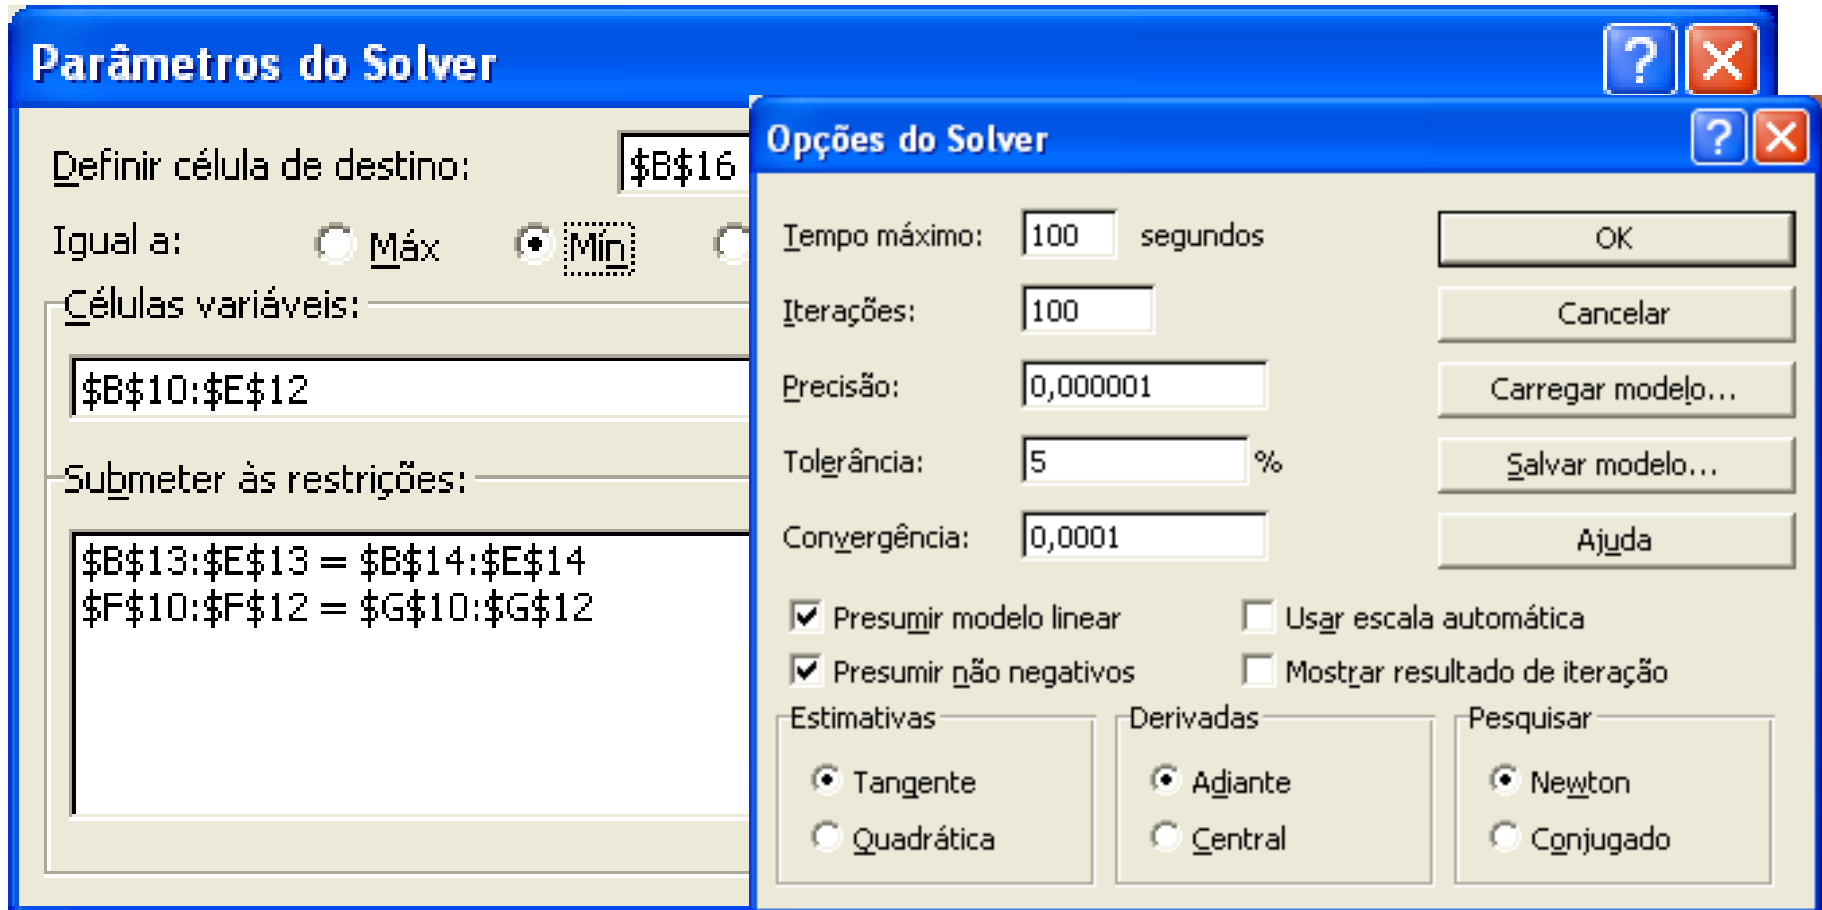 Parâmetros do Solver
Definir célula de destino: $B$16
Igual a: Máx Mín
Células variáveis:
$B$10:$E$12
Submeter às restrições:
$B$13:$E$13 = $B$14:$E$14
$F$10:$F$12 = $G$10:$G$12
Opções do Solver
Tempo máximo: 100 segundos OK
Iterações: 100 Cancelar
Precisão: 0,000001 Carregar modelo...
Tolerância: 5 % Salvar modelo...
Convergência: 0,0001 Ajuda
Presumir modelo linear Usar escala automática
Presumir não negativos Mostrar resultado de iteração
Estimativas Derivadas Pesquisar
Tangente Adiante Newton
Quadrática Central Conjugado